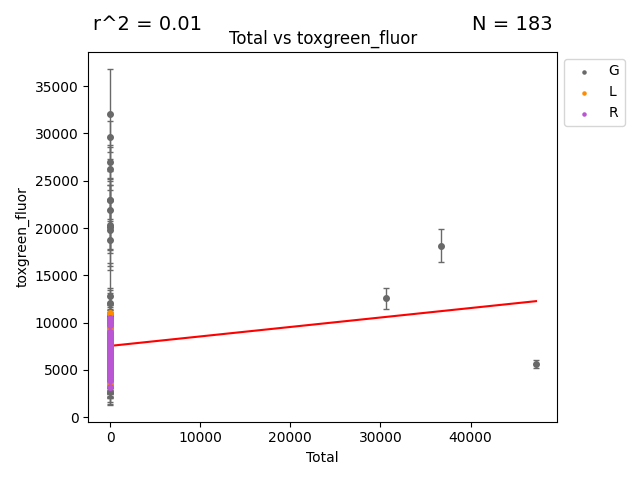 r^2 = 0.01
N = 183
Total vs toxgreen_fluor
G
L
R
35000
30000
25000
20000
15000
10000
5000
0
toxgreen_fluor
0
10000
20000
30000
40000
Total